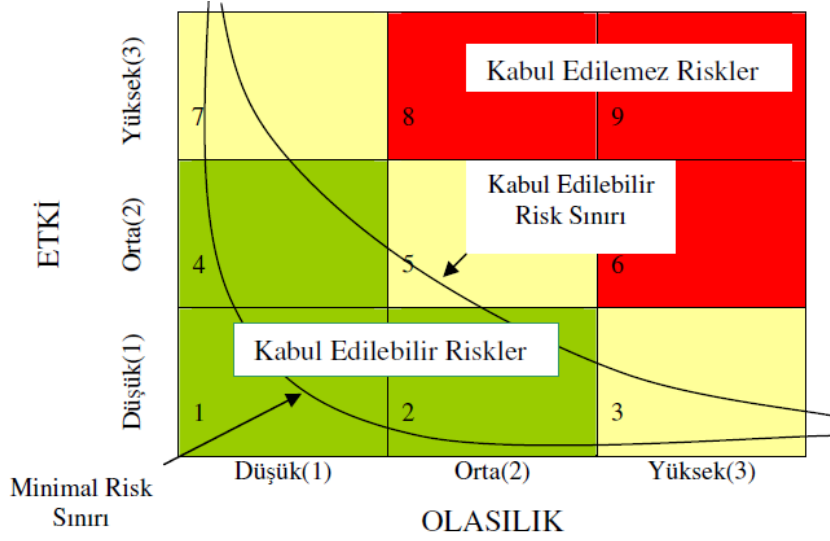 ETKİ
Yüksek(3)
Orta(2)
Düşük(1)
7
8
9
Kabul Edilemez Riskler
4
5
6
Kabul Edilebilir
Risk Sınırı
1
2
3
Kabul Edilebilir Riskler
Düşük(1)
Orta(2)
Yüksek(3)
Minimal Risk
Sınırı
OLASILIK